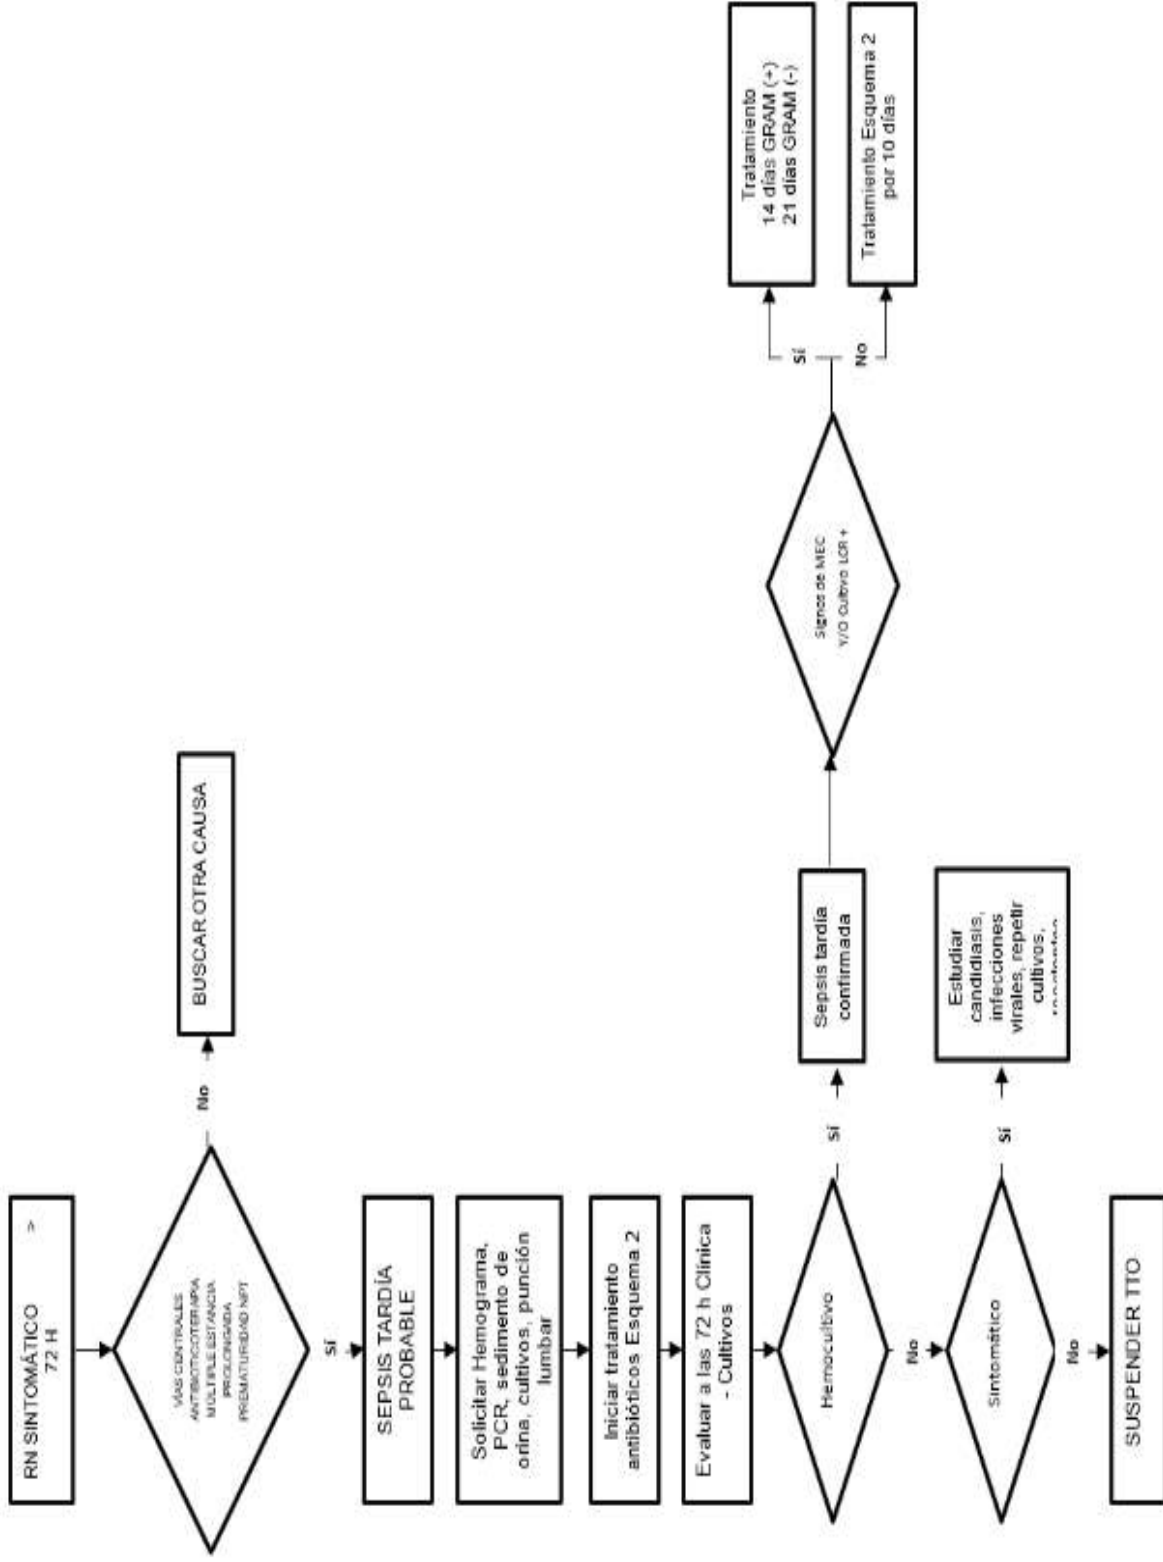 RN SINTOMÁTICO >
72 H
VÍAS CENTRALES
ANTIBIOTICOTERAPIA
MÚLTIPLE ESTANCIA
PROLONGADA
PREMATURIDAD NPT
No
BUSCAR OTRA CAUSA
Sí
SEPSIS TARDÍA
PROBABLE
Solicitar Hemograma,
PCR, sedimento de
orina, cultivos, punción
lumbar
Iniciar tratamiento
antibióticos Esquema 2
Evaluar a las 72 h Clínica
- Cultivos
Hemocultivo
Sí
Sepsis tardía
confirmada
Signos de MEC
Y/O Cultivo LCR +
Sí
Tratamiento
14 días GRAM (+)
21 días GRAM (-)
No
Tratamiento Esquema 2
por 10 días
No
Sintomático
Sí
Estudiar
candidiasis,
infecciones
virales, repetir
cultivos,
No
SUSPENDER TTO